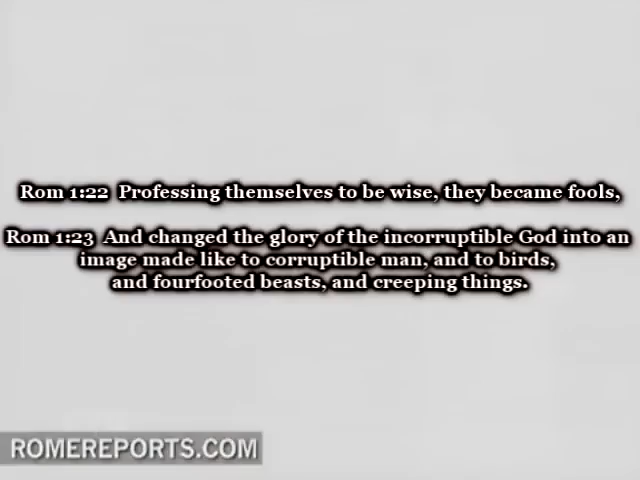 Rom 1:22 Professing themselves to be wise, they became fools,
Rom 1:23 And changed the glory of the incorruptible God into an
image made like to corruptible man, and to birds,
and fourfooted beasts, and creeping things.
ROMEREPORTS.COM